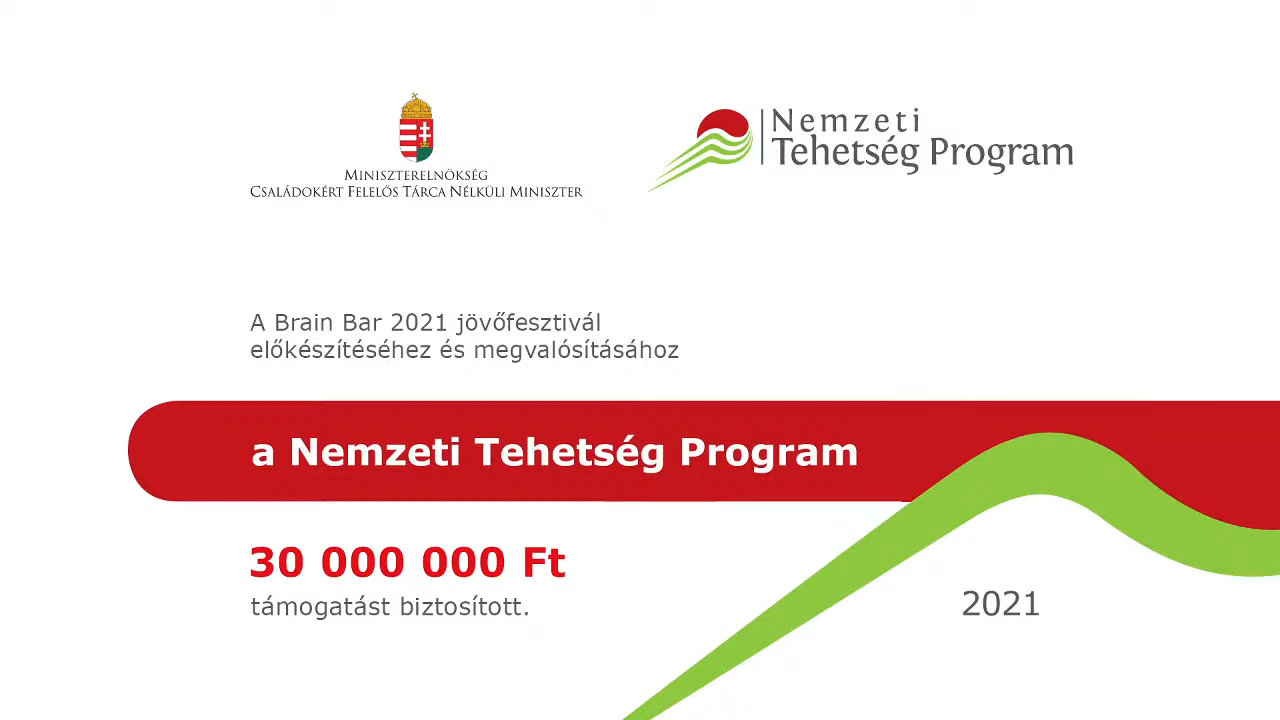 MINISZTERELNÖKSÉG
CSALÁDOKÉRT FELELŐS TÁRCA NÉLKÜLI MINISZTER
Nemzeti
Tehetség Program
A Brain Bar 2021 jövőfesztivál
előkészítéséhez és megvalósításához
a Nemzeti Tehetség Program
30 000 000 Ft
támogatást biztosított.
2021